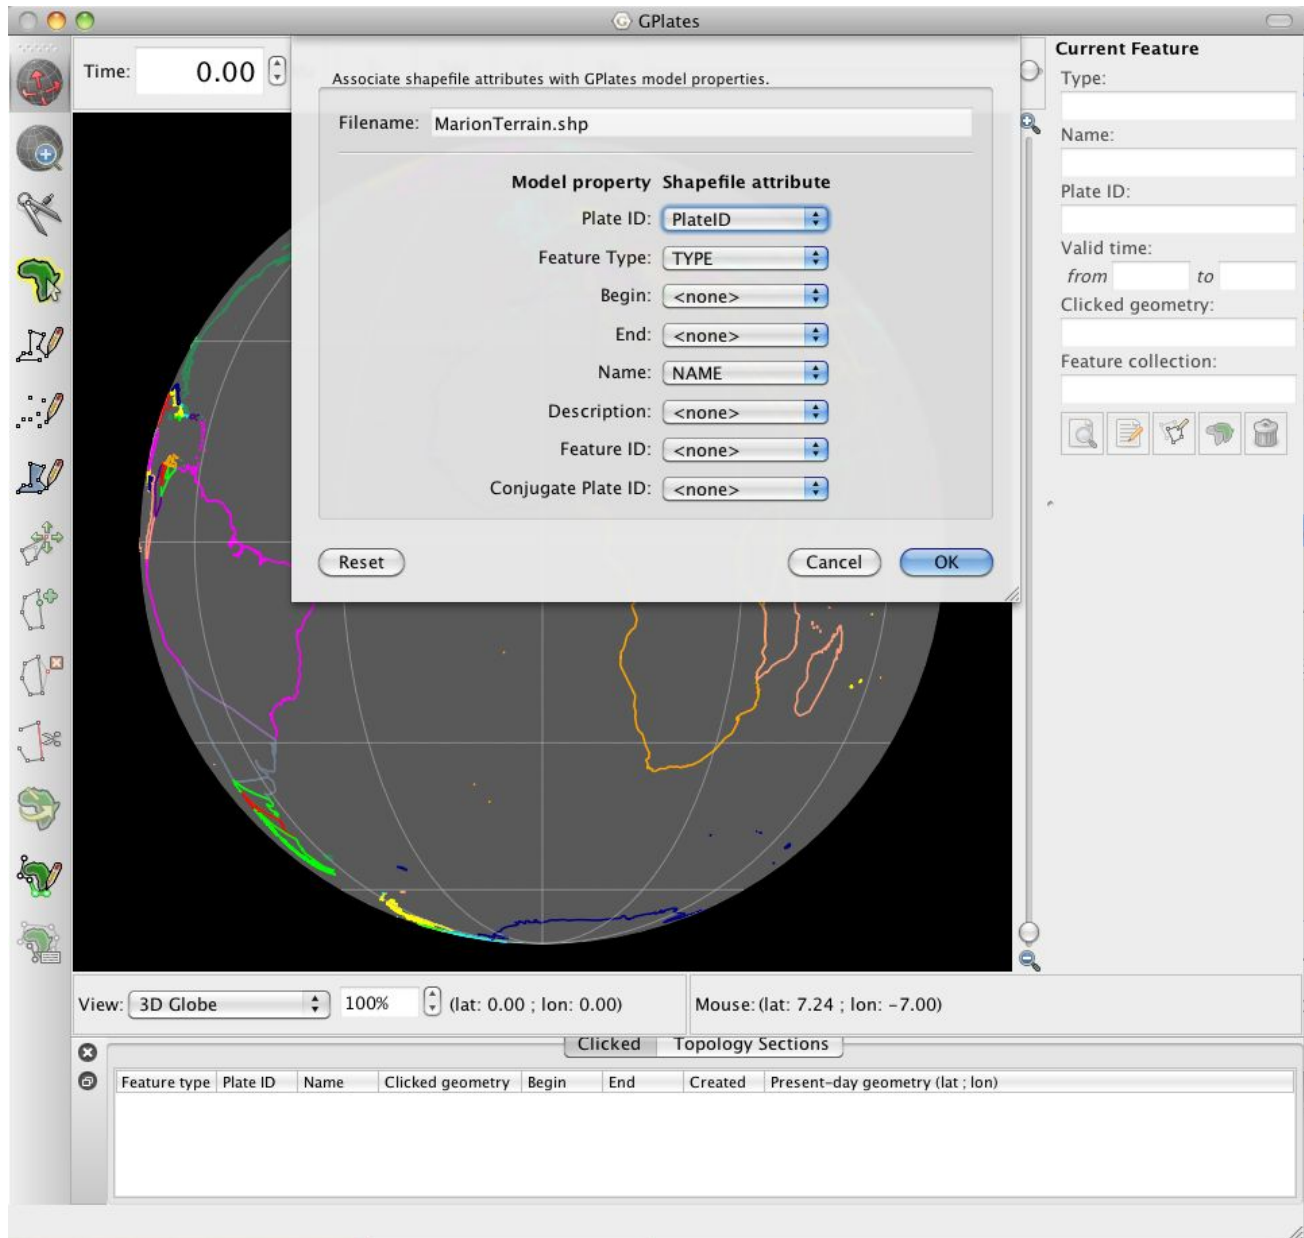 GPlates
Time: 0.00
Associate shapefile attributes with GPlates model properties.
Filename: MarionTerrain.shp
Model property Shapefile attribute
Plate ID: PlateID
Feature Type: TYPE
Begin: <none>
End: <none>
Name: NAME
Description: <none>
Feature ID: <none>
Conjugate Plate ID: <none>
Reset Cancel OK
Current Feature
Type:
Name:
Plate ID:
Valid time:
from to
Clicked geometry:
Feature collection:
View: 3D Globe 100% (lat: 0.00 ; lon: 0.00) Mouse: (lat: 7.24 ; lon: -7.00)
Clicked Topology Sections
Feature type Plate ID Name Clicked geometry Begin End Created Present-day geometry (lat ; lon)